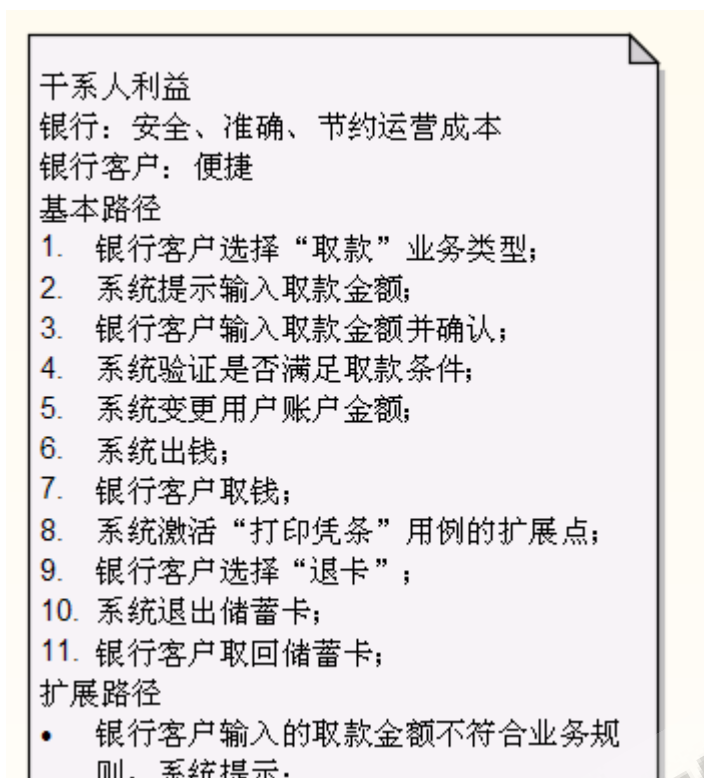 干系人利益
银行：安全、准确、节约运营成本
银行客户：便捷
基本路径
1. 银行客户选择“取款”业务类型；
2. 系统提示输入取款金额；
3. 银行客户输入取款金额并确认；
4. 系统验证是否满足取款条件；
5. 系统变更用户账户金额；
6. 系统出钱；
7. 银行客户取钱；
8. 系统激活“打印凭条”用例的扩展点；
9. 银行客户选择“退卡”；
10. 系统退出储蓄卡；
11. 银行客户取回储蓄卡；
扩展路径
• 银行客户输入的取款金额不符合业务规
则，系统提示：